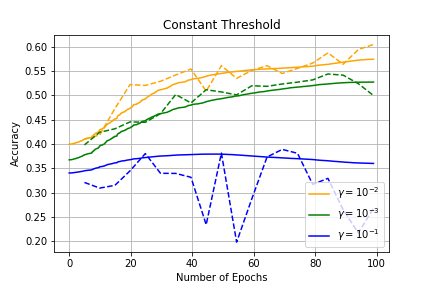 Constant Threshold
Accuracy
0.60
0.55
0.50
0.45
0.40
0.35
0.30
0.25
0.20
γ = 10⁻²
γ = 10⁻³
γ = 10⁻¹
0 20 40 60 80 100
Number of Epochs